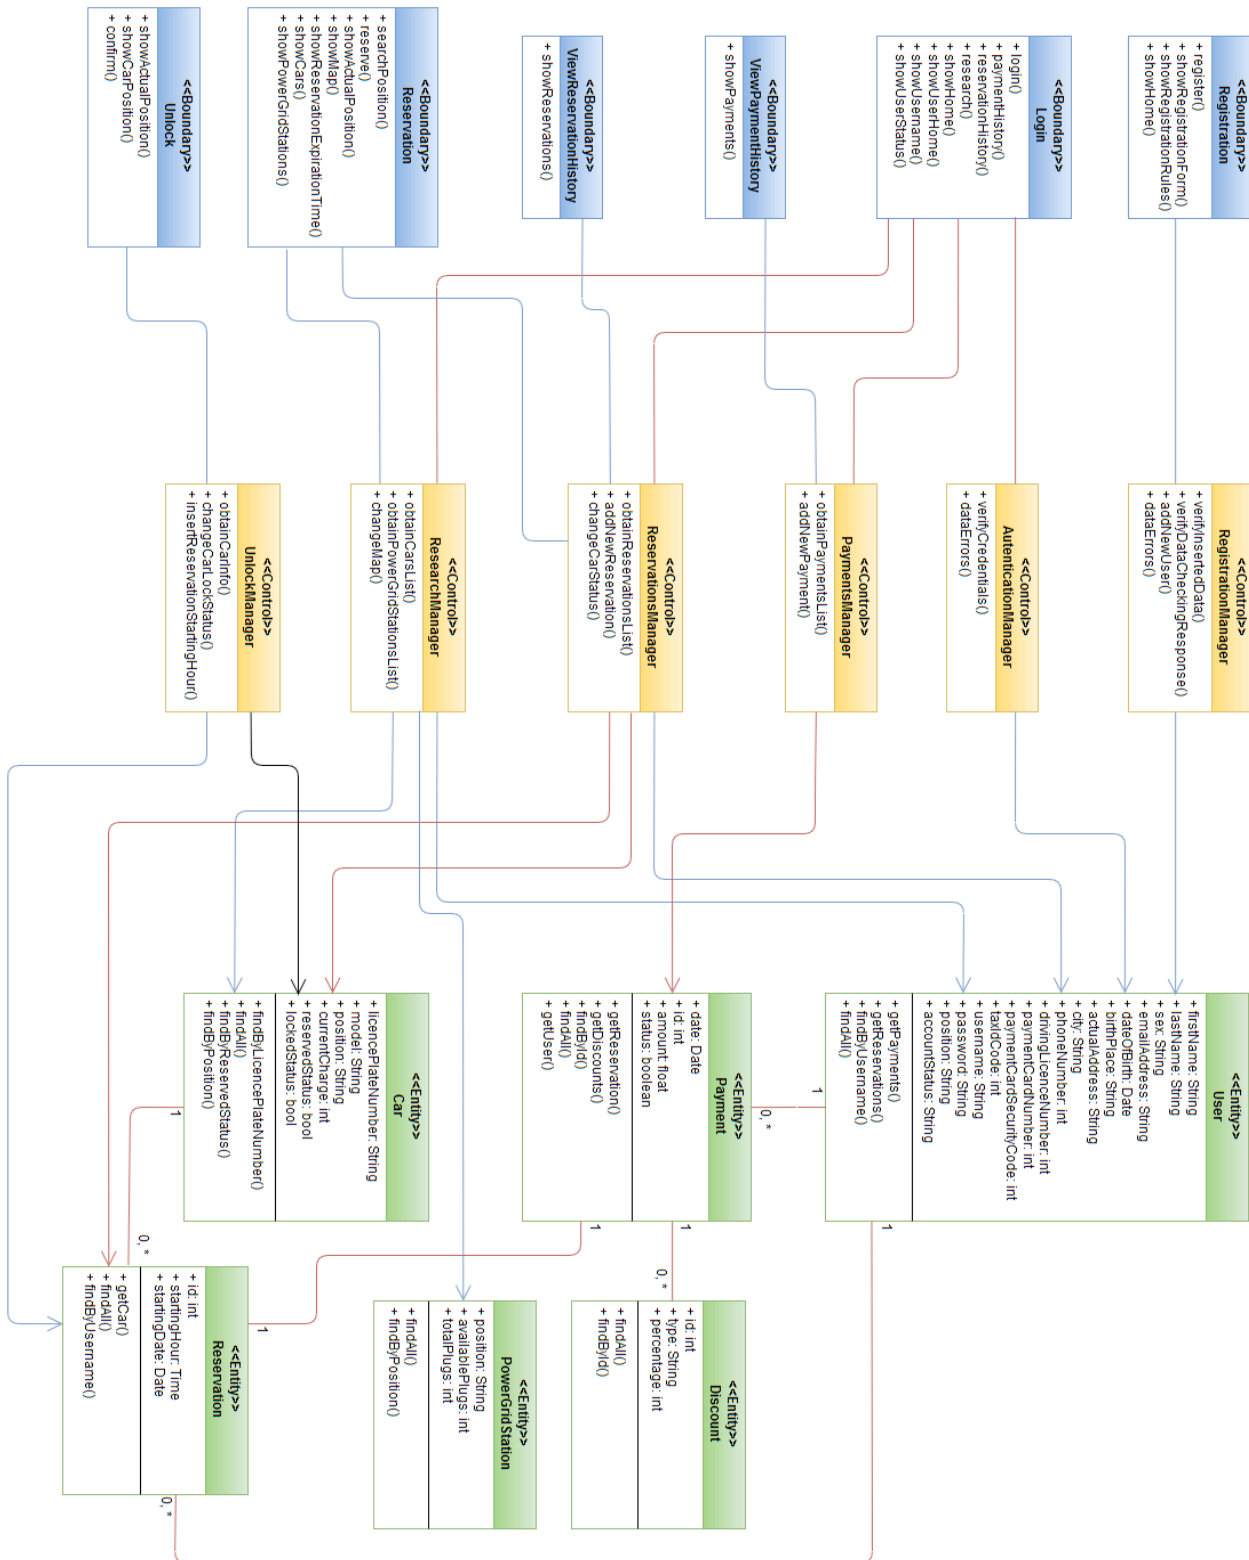 <<Boundary>>
Registration
+ register()
+ showRegistrationForm()
+ showRegistrationRules()
+ showHome()
<<Boundary>>
Login
+ login()
+ paymentHistory()
+ reservationHistory()
+ research()
+ showHome()
+ showUserHome()
+ showUsername()
+ showUserStatus()
<<Boundary>>
ViewPaymentHistory
+ showPayments()
<<Boundary>>
ViewReservationHistory
+ showReservations()
<<Boundary>>
Reservation
+ searchPosition()
+ reserve()
+ showActualPosition()
+ showMap()
+ showReservationExpirationTime()
+ showCars()
+ showPowerGridStations()
<<Boundary>>
Unlock
+ showActualPosition()
+ showCarPosition()
+ confirm()
<<Control>>
RegistrationManager
+ verifyInsertedData()
+ verifyDataCheckingResponse()
+ addNewUser()
+ dataErrors()
<<Control>>
AutenticationManager
+ verifyCredentials()
+ dataErrors()
<<Control>>
PaymentsManager
+ obtainPaymentsList()
+ addNewPayment()
<<Control>>
ReservationsManager
+ obtainReservationsList()
+ addNewReservation()
+ changeCarStatus()
<<Control>>
ResearchManager
+ obtainCarsList()
+ obtainPowerGridStationsList()
+ changeMap()
<<Control>>
UnlockManager
+ obtainCarInfo()
+ changeCarLockStatus()
+ insertReservationStartingHour()
<<Entity>>
User
+ firstName: String
+ lastName: String
+ sex: String
+ emailAddress: String
+ dateOfBirth: Date
+ birthPlace: String
+ actualAddress: String
+ city: String
+ phoneNumber: int
+ drivingLicenceNumber: int
+ paymentCardNumber: int
+ paymentCardSecurityCode: int
+ taxIdCode: int
+ username: String
+ password: String
+ position: String
+ accountStatus: String
+ getPayments()
+ getReservations()
+ findByUsername()
+ findAll()
1
0, *
1
<<Entity>>
Payment
+ date: Date
+ id: int
+ amount: float
+ status: boolean
+ getReservation()
+ getDiscounts()
+ findById()
+ findAll()
+ getUser()
1
0, *
1
<<Entity>>
Car
+ licencePlateNumber: String
+ model: String
+ position: String
+ currentCharge: int
+ reservedStatus: bool
+ lockedStatus: bool
+ findByLicencePlateNumber()
+ findAll()
+ findByReservedStatus()
+ findByPosition()
1
0, *
<<Entity>>
Discount
+ id: int
+ type: String
+ percentage: int
+ findAll()
+ findById()
<<Entity>>
PowerGridStation
+ position: String
+ availablePlugs: int
+ totalPlugs: int
+ findAll()
+ findByPosition()
1
<<Entity>>
Reservation
+ id: int
+ startingHour: Time
+ startingDate: Date
+ getCar()
+ findAll()
+ findByUsername()
0, *